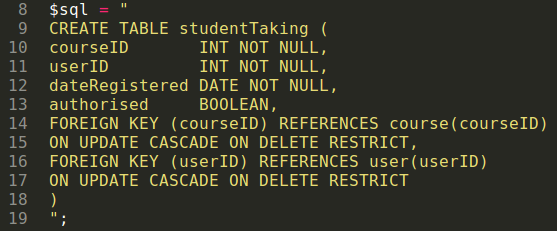 8 $sql = "
9 CREATE TABLE studentTaking (
10 courseID       INT NOT NULL,
11 userID         INT NOT NULL,
12 dateRegistered DATE NOT NULL,
13 authorised     BOOLEAN,
14 FOREIGN KEY (courseID) REFERENCES course(courseID)
15 ON UPDATE CASCADE ON DELETE RESTRICT,
16 FOREIGN KEY (userID) REFERENCES user(userID)
17 ON UPDATE CASCADE ON DELETE RESTRICT
18 )
19 ";